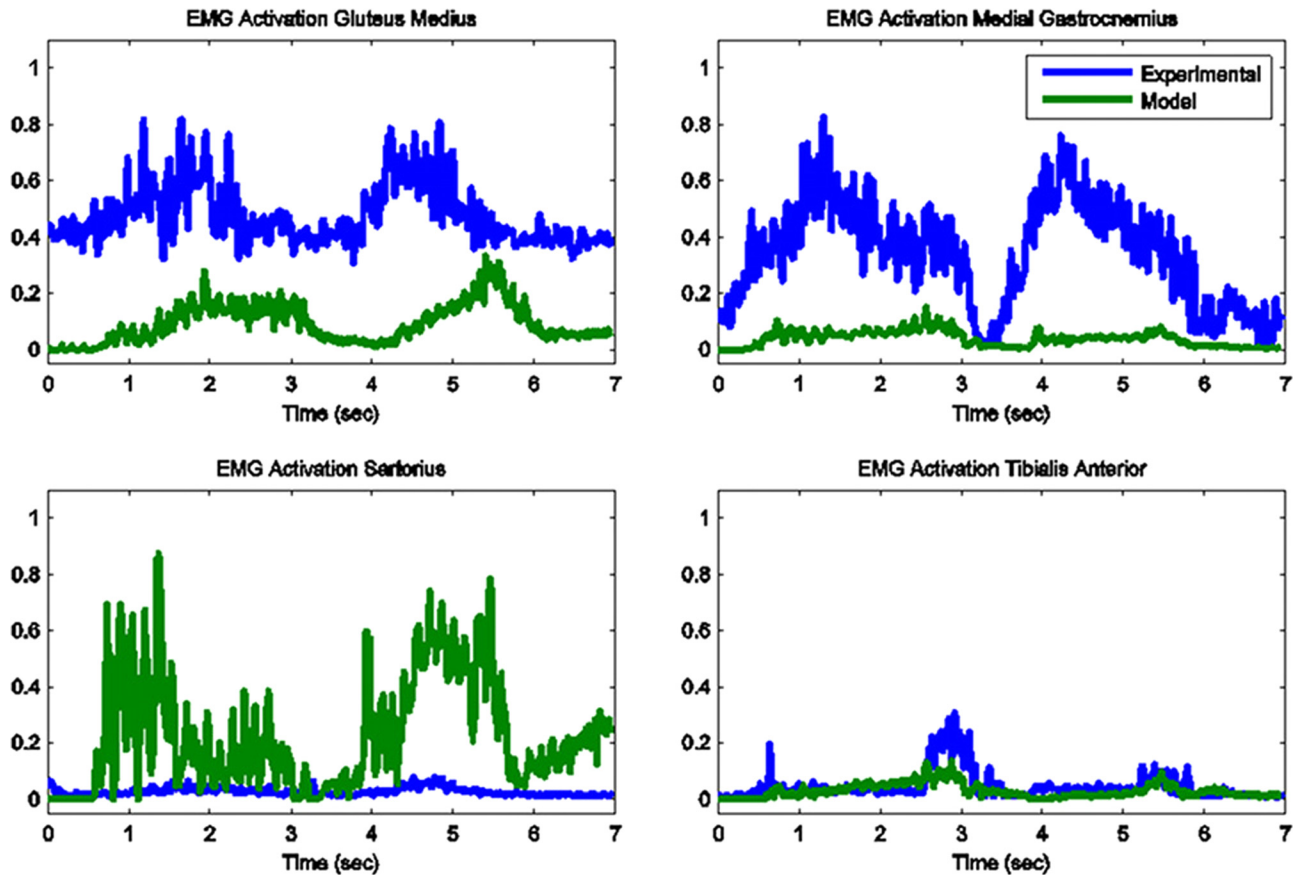 EMG Activation Gluteus Medius
1
0.8
0.6
0.4
0.2
0
0 1 2 3 4 5 6 7
Time (sec)
EMG Activation Medial Gastrocnemius
Experimental
Model
1
0.8
0.6
0.4
0.2
0
0 1 2 3 4 5 6 7
Time (sec)
EMG Activation Sartorius
1
0.8
0.6
0.4
0.2
0
0 1 2 3 4 5 6 7
Time (sec)
EMG Activation Tibialis Anterior
1
0.8
0.6
0.4
0.2
0
0 1 2 3 4 5 6 7
Time (sec)